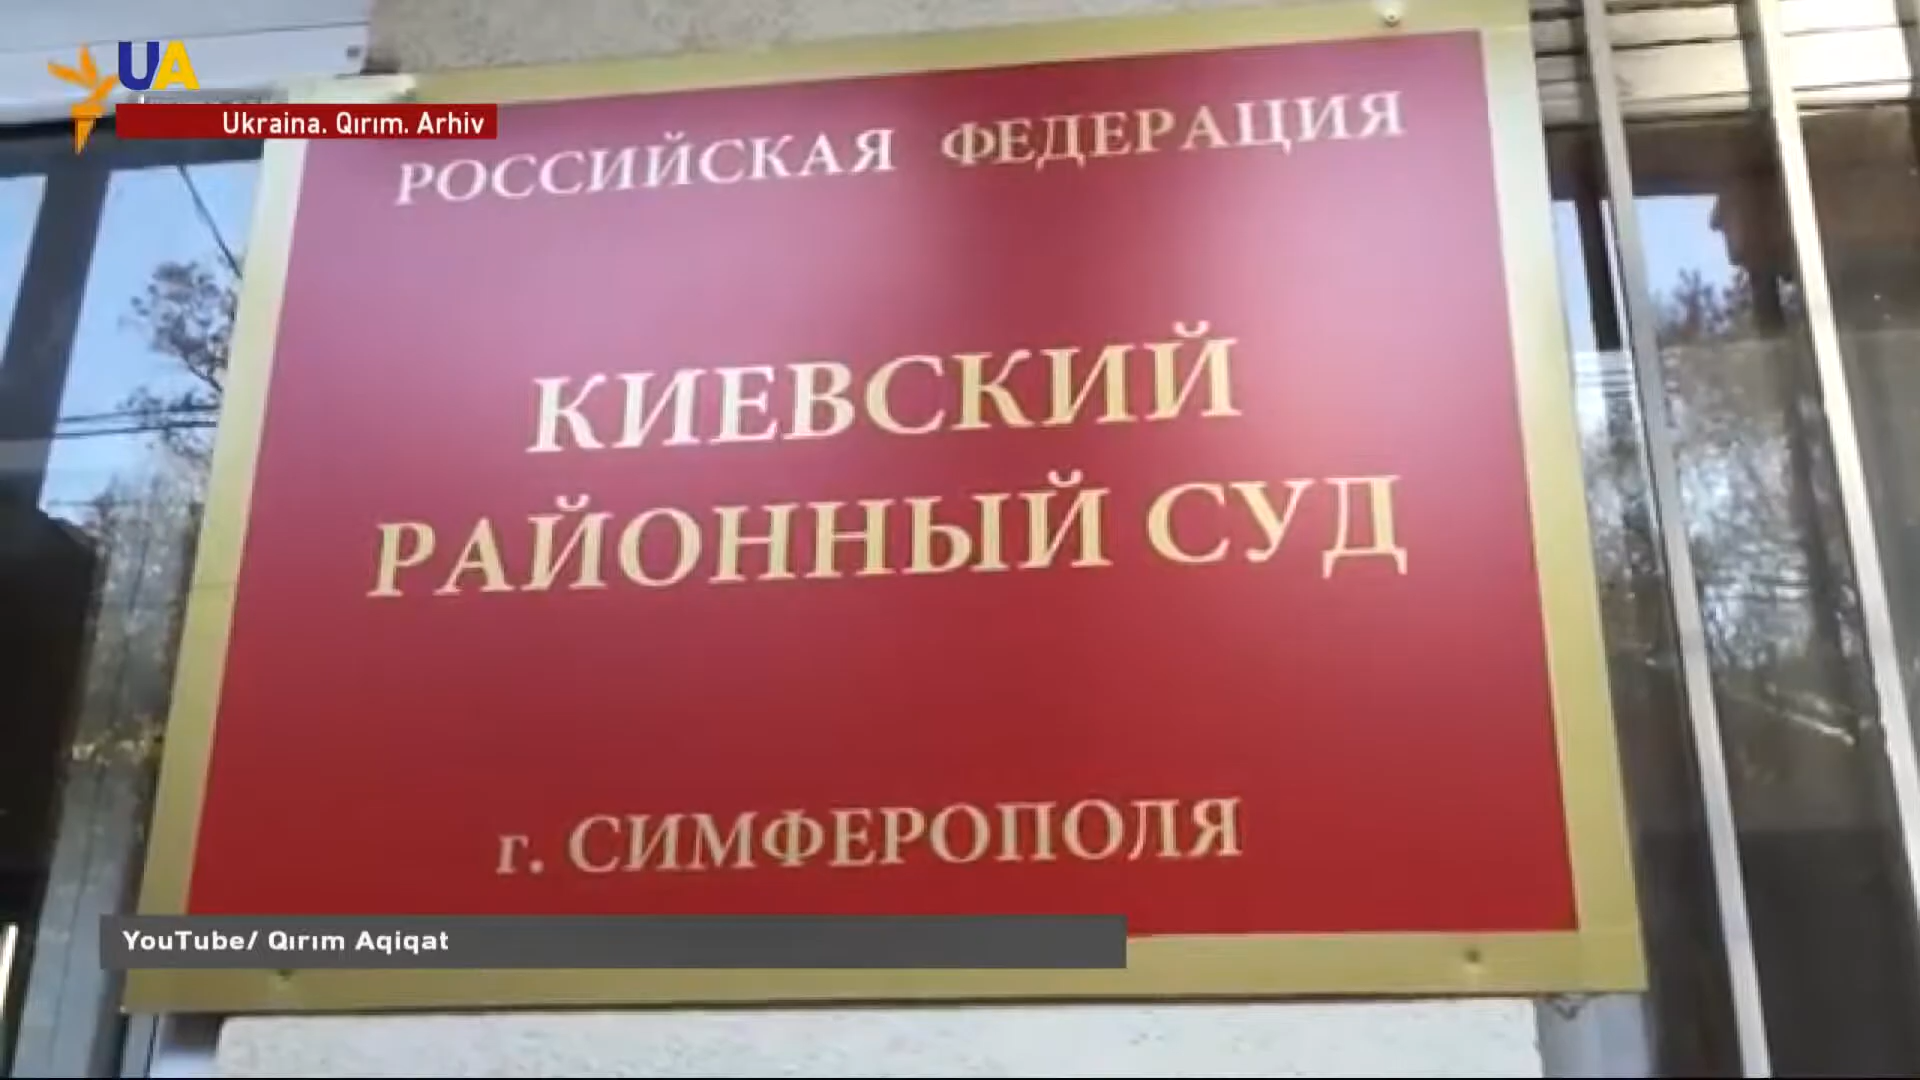 UA
Ukraina. Qırım. Arhiv
РОССИЙСКАЯ ФЕДЕРАЦИЯ
КИЕВСКИЙ
РАЙОННЫЙ СУД
г. СИМФЕРОПОЛЯ
YouTube/ Qırım Aqiqat